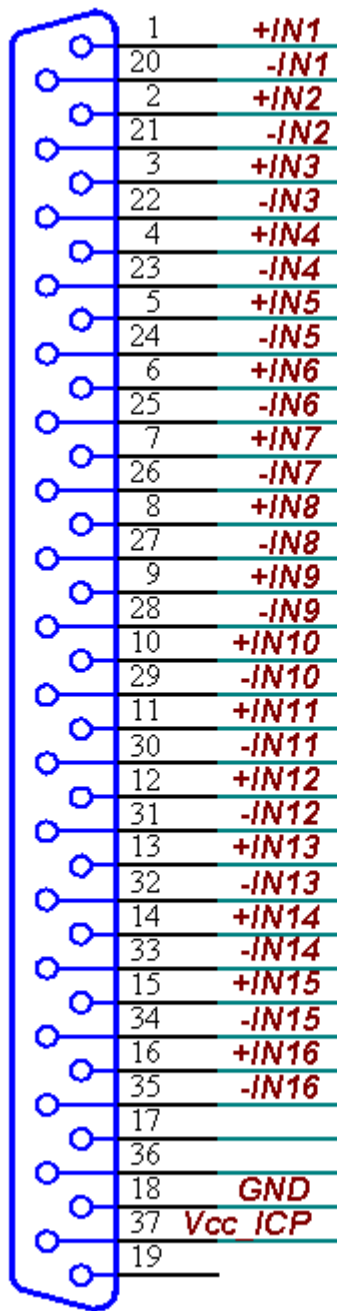 1 +IN1
20 -IN1
2 +IN2
21 -IN2
3 +IN3
22 -IN3
4 +IN4
23 -IN4
5 +IN5
24 -IN5
6 +IN6
25 -IN6
7 +IN7
26 -IN7
8 +IN8
27 -IN8
9 +IN9
28 -IN9
10 +IN10
29 -IN10
11 +IN11
30 -IN11
12 +IN12
31 -IN12
13 +IN13
32 -IN13
14 +IN14
33 -IN14
15 +IN15
34 -IN15
16 +IN16
35 -IN16
17
36
18 GND
37 Vcc_ICP
19